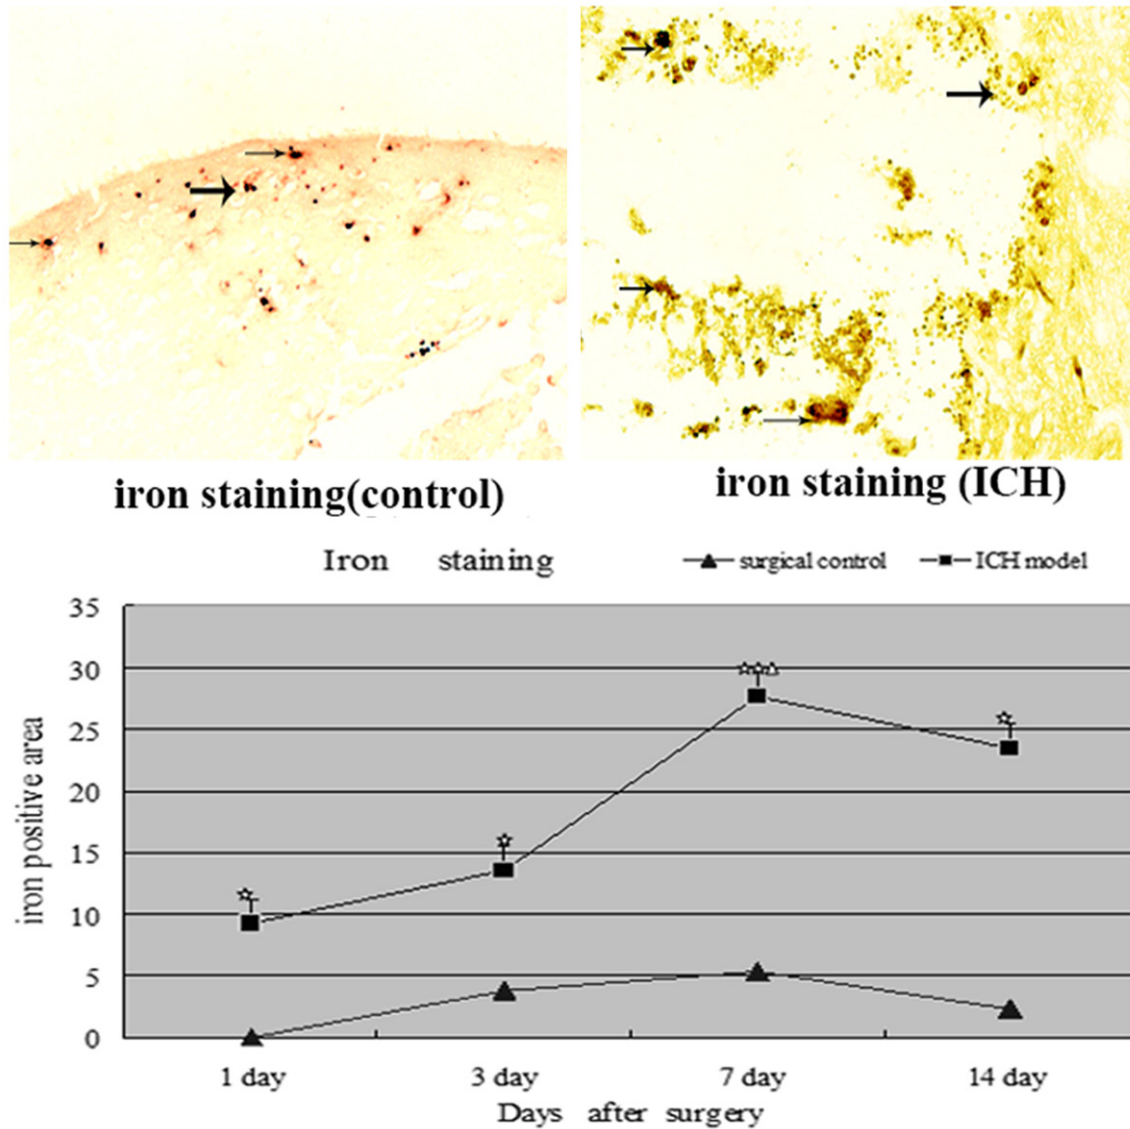 iron staining(control)
iron staining (ICH)
Iron staining
surgical control
ICH model
35
30
25
20
15
10
5
0
iron positive area
1 day
3 day
7 day
14 day
Days after surgery